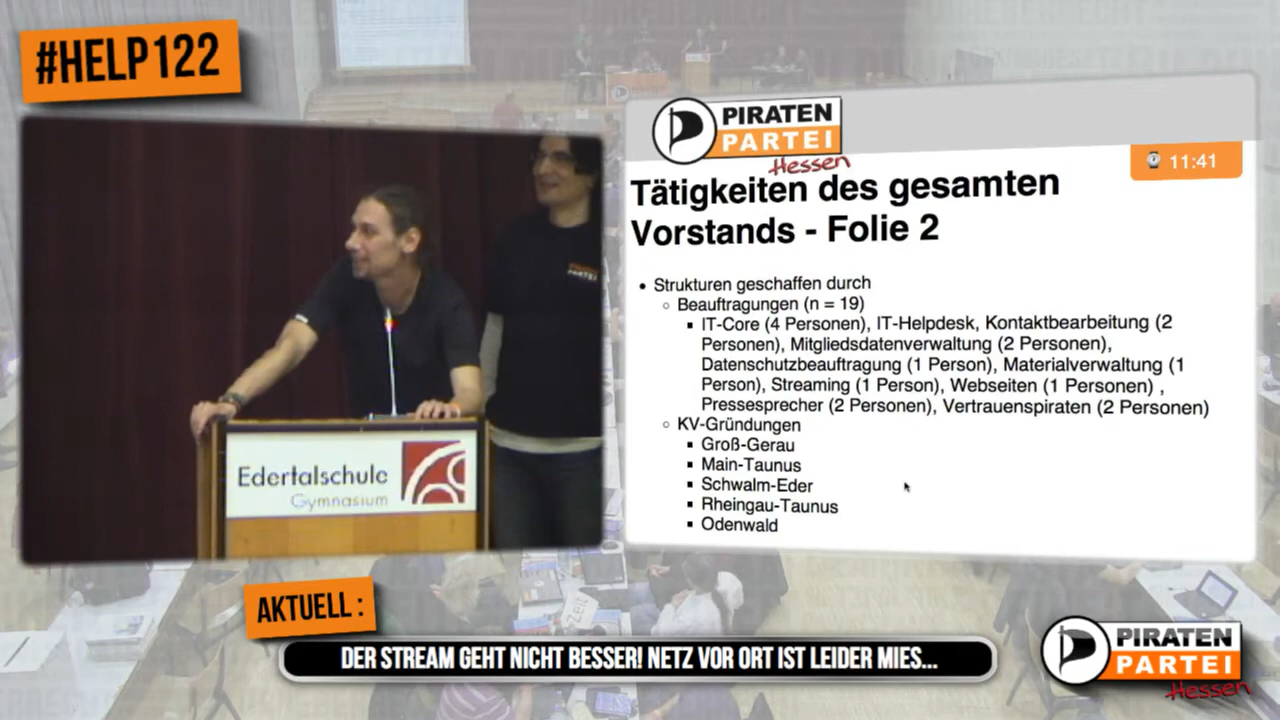 #HELP122
PIRATEN
PARTEI
Hessen
11:41
Tätigkeiten des gesamten
Vorstands - Folie 2
Strukturen geschaffen durch
Beauftragungen (n = 19)
IT-Core (4 Personen), IT-Helpdesk, Kontaktbearbeitung (2
Personen), Mitgliedsdatenverwaltung (2 Personen),
Datenschutzbeauftragung (1 Person), Materialverwaltung (1
Person), Streaming (1 Person), Webseiten (1 Personen) ,
Pressesprecher (2 Personen), Vertrauenspiraten (2 Personen)
KV-Gründungen
Groß-Gerau
Main-Taunus
Schwalm-Eder
Rheingau-Taunus
Odenwald
PARTEI
Edertalschule
Gymnasium
Zeit
AKTUELL :
DER STREAM GEHT NICHT BESSER! NETZ VOR ORT IST LEIDER MIES...
PIRATEN
PARTEI
Hessen